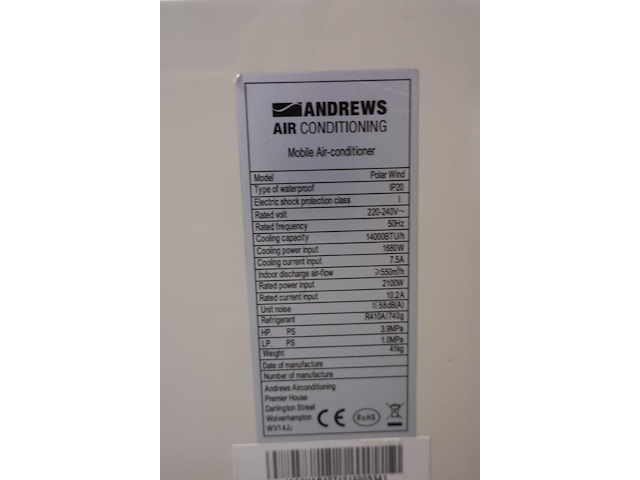 ANDREWS
AIR CONDITIONING
Mobile Air-conditioner
Model Polar Wind
Type of waterproof IP20
Electric shock protection class I
Rated volt 220-240V~
Rated frequency 50Hz
Cooling capacity 14000BTU/h
Cooling power input 1680W
Cooling current input 7.5A
Indoor discharge air-flow ≥550m³/h
Rated power input 2100W
Rated current input 10.2A
Unit noise ≤58dB(A)
Refrigerant R410A/740g
HP. PS 3.9MPa
LP. PS 1.0MPa
Weight 41kg
Date of manufacture
Number of manufacture
Andrews Airconditioning
Premier House
Darlington Street
Wolverhampton
WV1 4JJ
CE RoHS